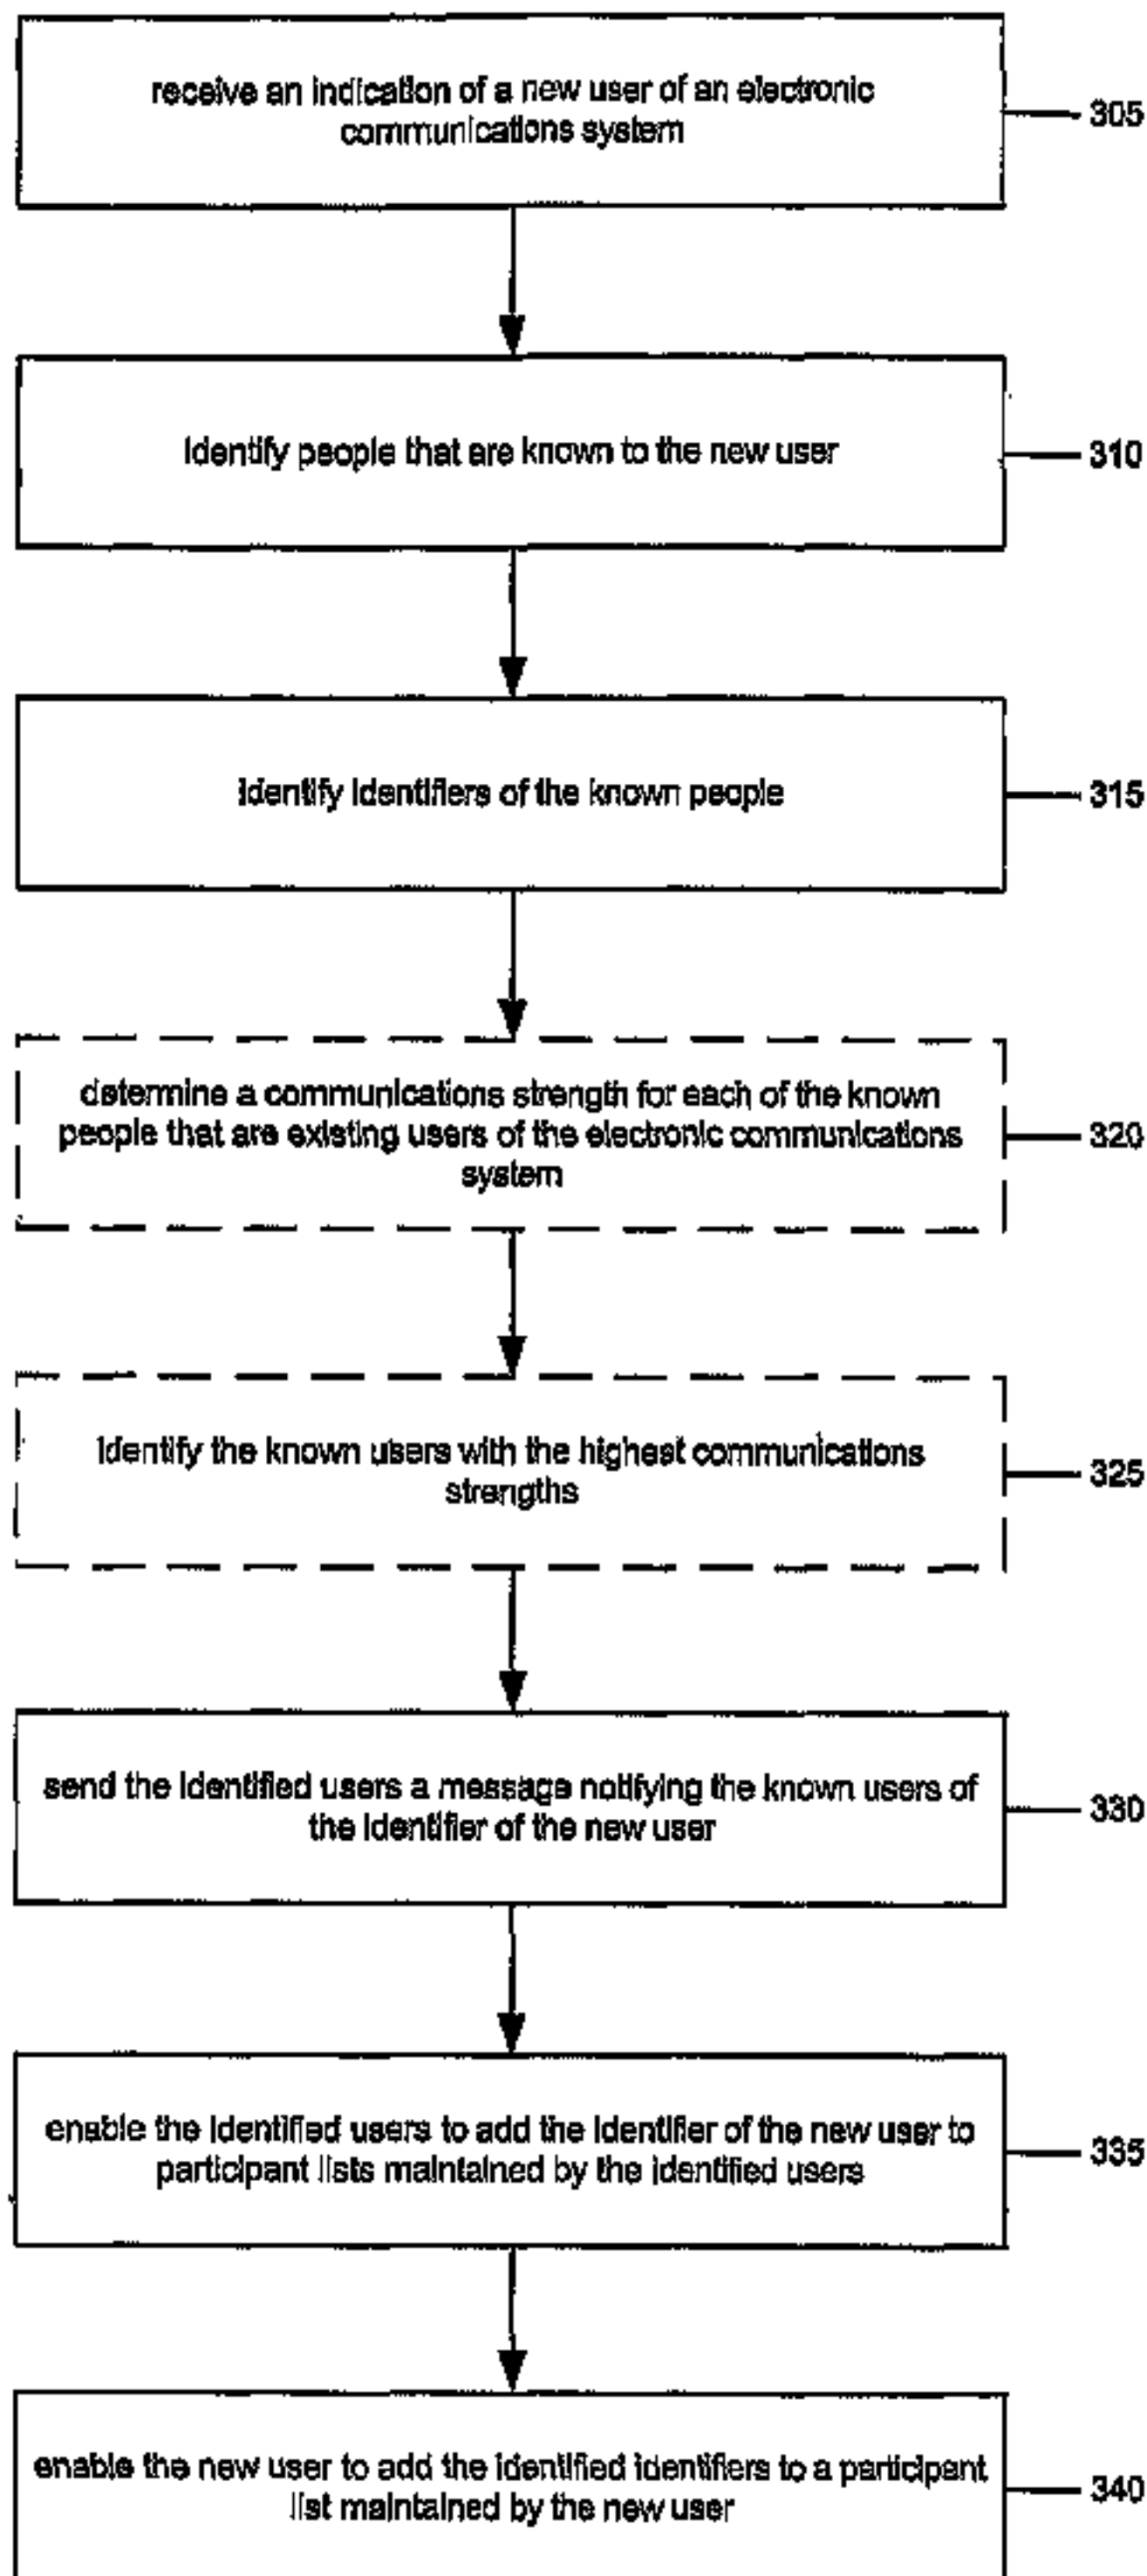 receive an indication of a new user of an electronic
communications system
305
identify people that are known to the new user
310
identify identifiers of the known people
315
determine a communications strength for each of the known
people that are existing users of the electronic communications
system
320
identify the known users with the highest communications
strengths
325
send the identified users a message notifying the known users of
the identifier of the new user
330
enable the identified users to add the identifier of the new user to
participant lists maintained by the identified users
335
enable the new user to add the identified identifiers to a participant
list maintained by the new user
340